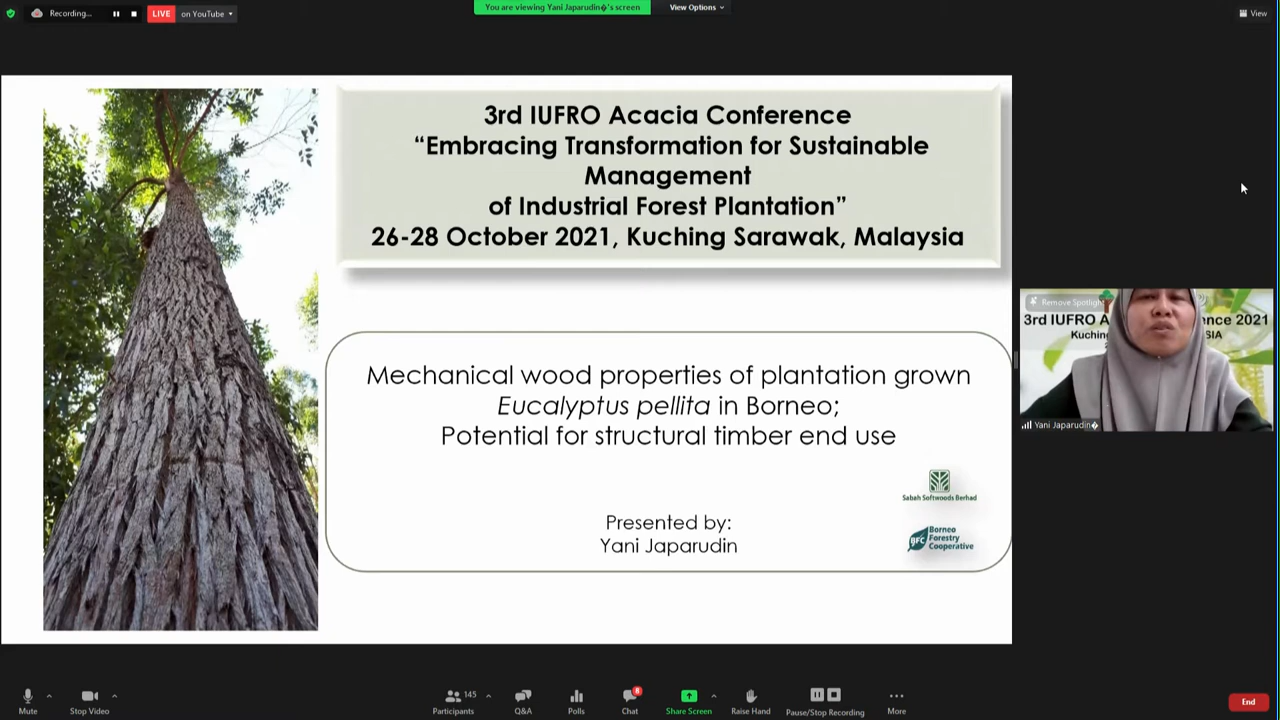 Recording...
LIVE on YouTube
You are viewing Yani Japarudin�'s screen
View Options
View
3rd IUFRO Acacia Conference
“Embracing Transformation for Sustainable
Management
of Industrial Forest Plantation”
26-28 October 2021, Kuching Sarawak, Malaysia
Mechanical wood properties of plantation grown
Eucalyptus pellita in Borneo;
Potential for structural timber end use
Sabah Softwoods Berhad
Presented by:
Yani Japarudin
BFC
Borneo
Forestry
Cooperative
Remove Spotlight
3rd IUFRO A nce 2021
Kuchin SIA
Yani Japarudin�
Mute
Stop Video
145
Participants
Q&A
Polls
8
Chat
Share Screen
Raise Hand
Pause/Stop Recording
More
End